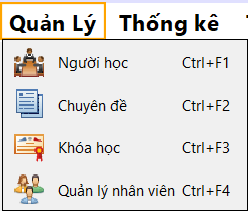 Quản Lý Thống kê
Người học Ctrl+F1
Chuyên đề Ctrl+F2
Khóa học Ctrl+F3
Quản lý nhân viên Ctrl+F4